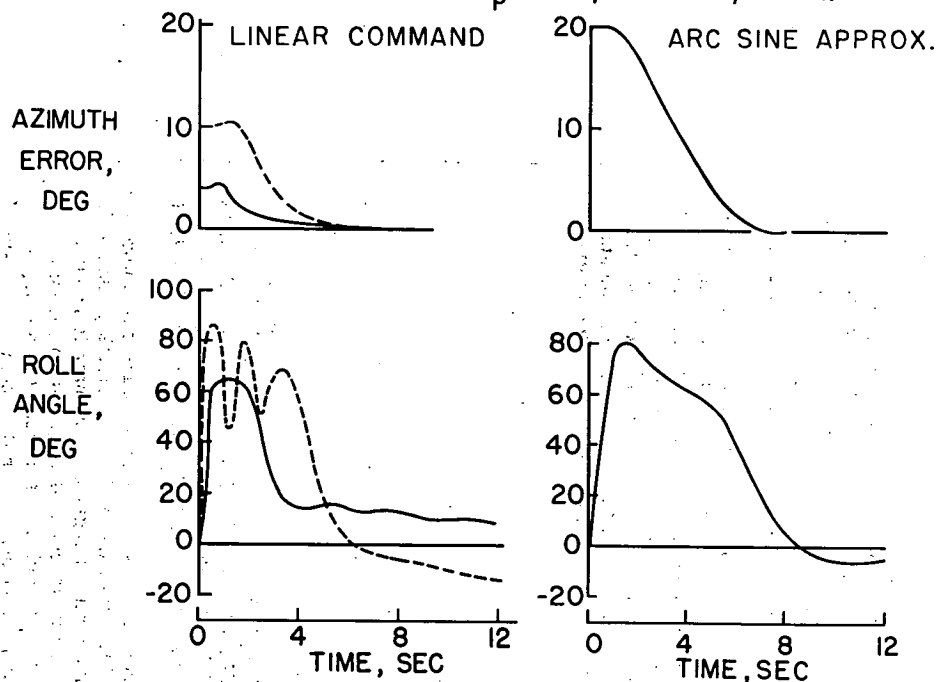 LINEAR COMMAND
ARC SINE APPROX.
20
10
0
AZIMUTH
ERROR,
DEG
20
10
0
100
80
60
40
20
0
-20
ROLL
ANGLE,
DEG
0 4 8 12
TIME, SEC
80
60
40
20
0
-20
0 4 8 12
TIME, SEC